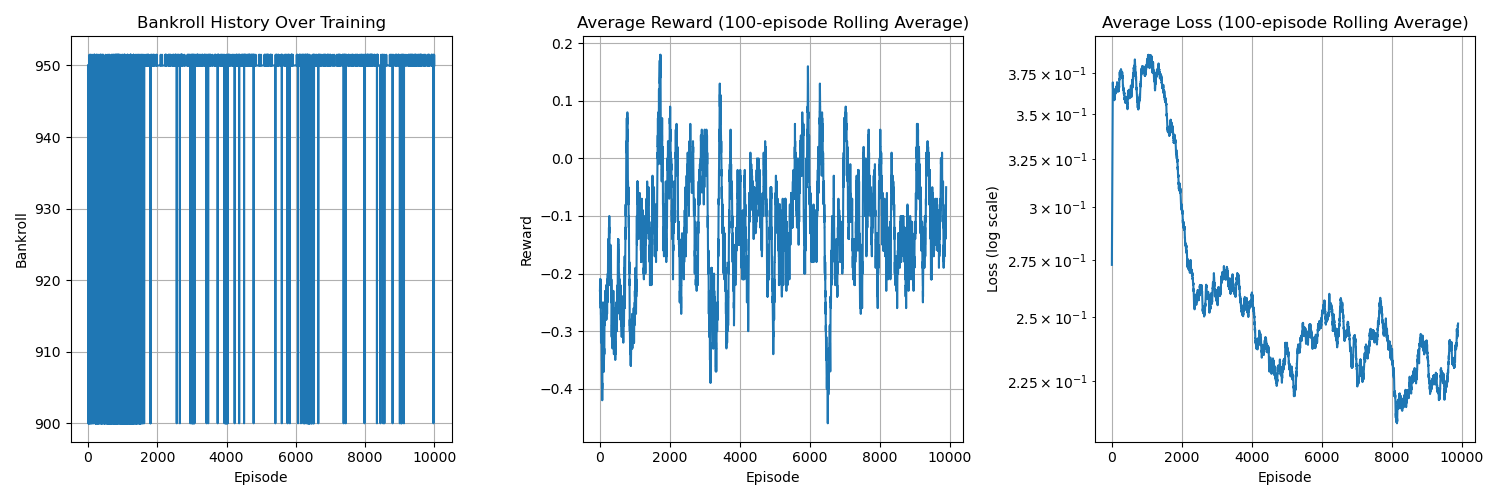 Bankroll History Over Training
Bankroll
950
940
930
920
910
900
0 2000 4000 6000 8000 10000
Episode
Average Reward (100-episode Rolling Average)
Reward
0.2
0.1
0.0
−0.1
−0.2
−0.3
−0.4
0 2000 4000 6000 8000 10000
Episode
Average Loss (100-episode Rolling Average)
Loss (log scale)
3.75 × 10⁻¹
3.5 × 10⁻¹
3.25 × 10⁻¹
3 × 10⁻¹
2.75 × 10⁻¹
2.5 × 10⁻¹
2.25 × 10⁻¹
0 2000 4000 6000 8000 10000
Episode